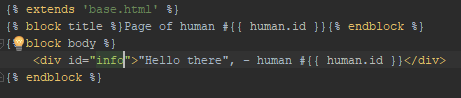 {% extends 'base.html' %}
{% block title %}Page of human #{{ human.id }}{% endblock %}
{% block body %}
<div id="info">"Hello there", - human #{{ human.id }}</div>
{% endblock %}